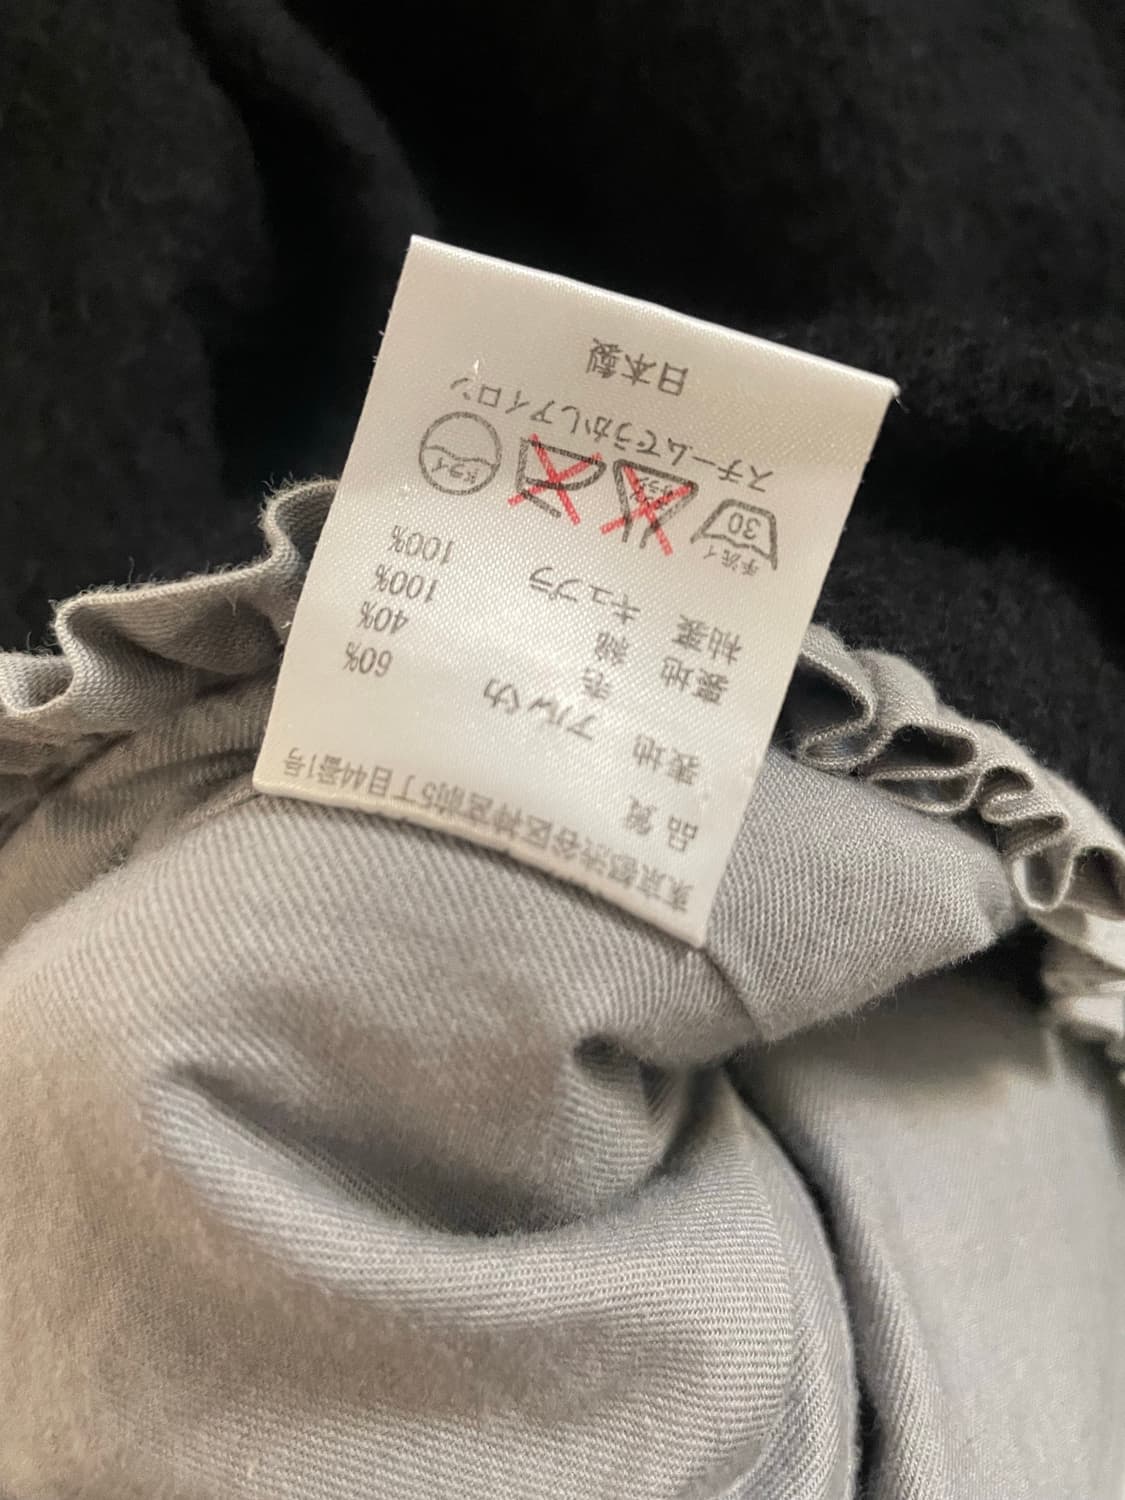 東京都渋谷区神宮前5丁目44番1号
品質
表地 アルパカ 60%
毛 40%
裏地 綿 100%
袖裏 キュプラ 100%
手洗イ
30 ドライ
スチームでうかしアイロン
日本製